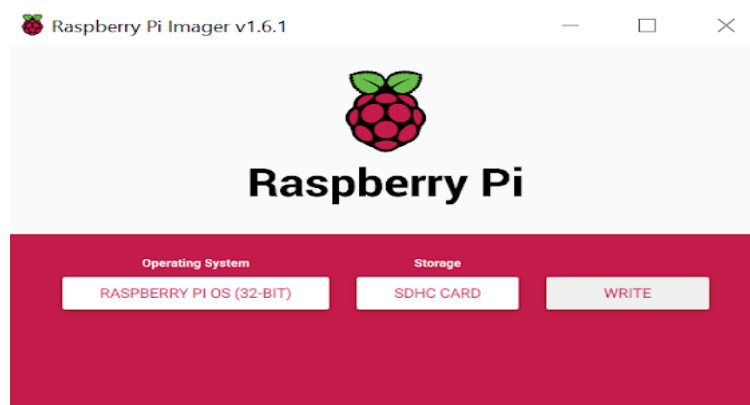 Raspberry Pi Imager v1.6.1
Raspberry Pi
Operating System
Storage
RASPBERRY PI OS (32-BIT)
SDHC CARD
WRITE